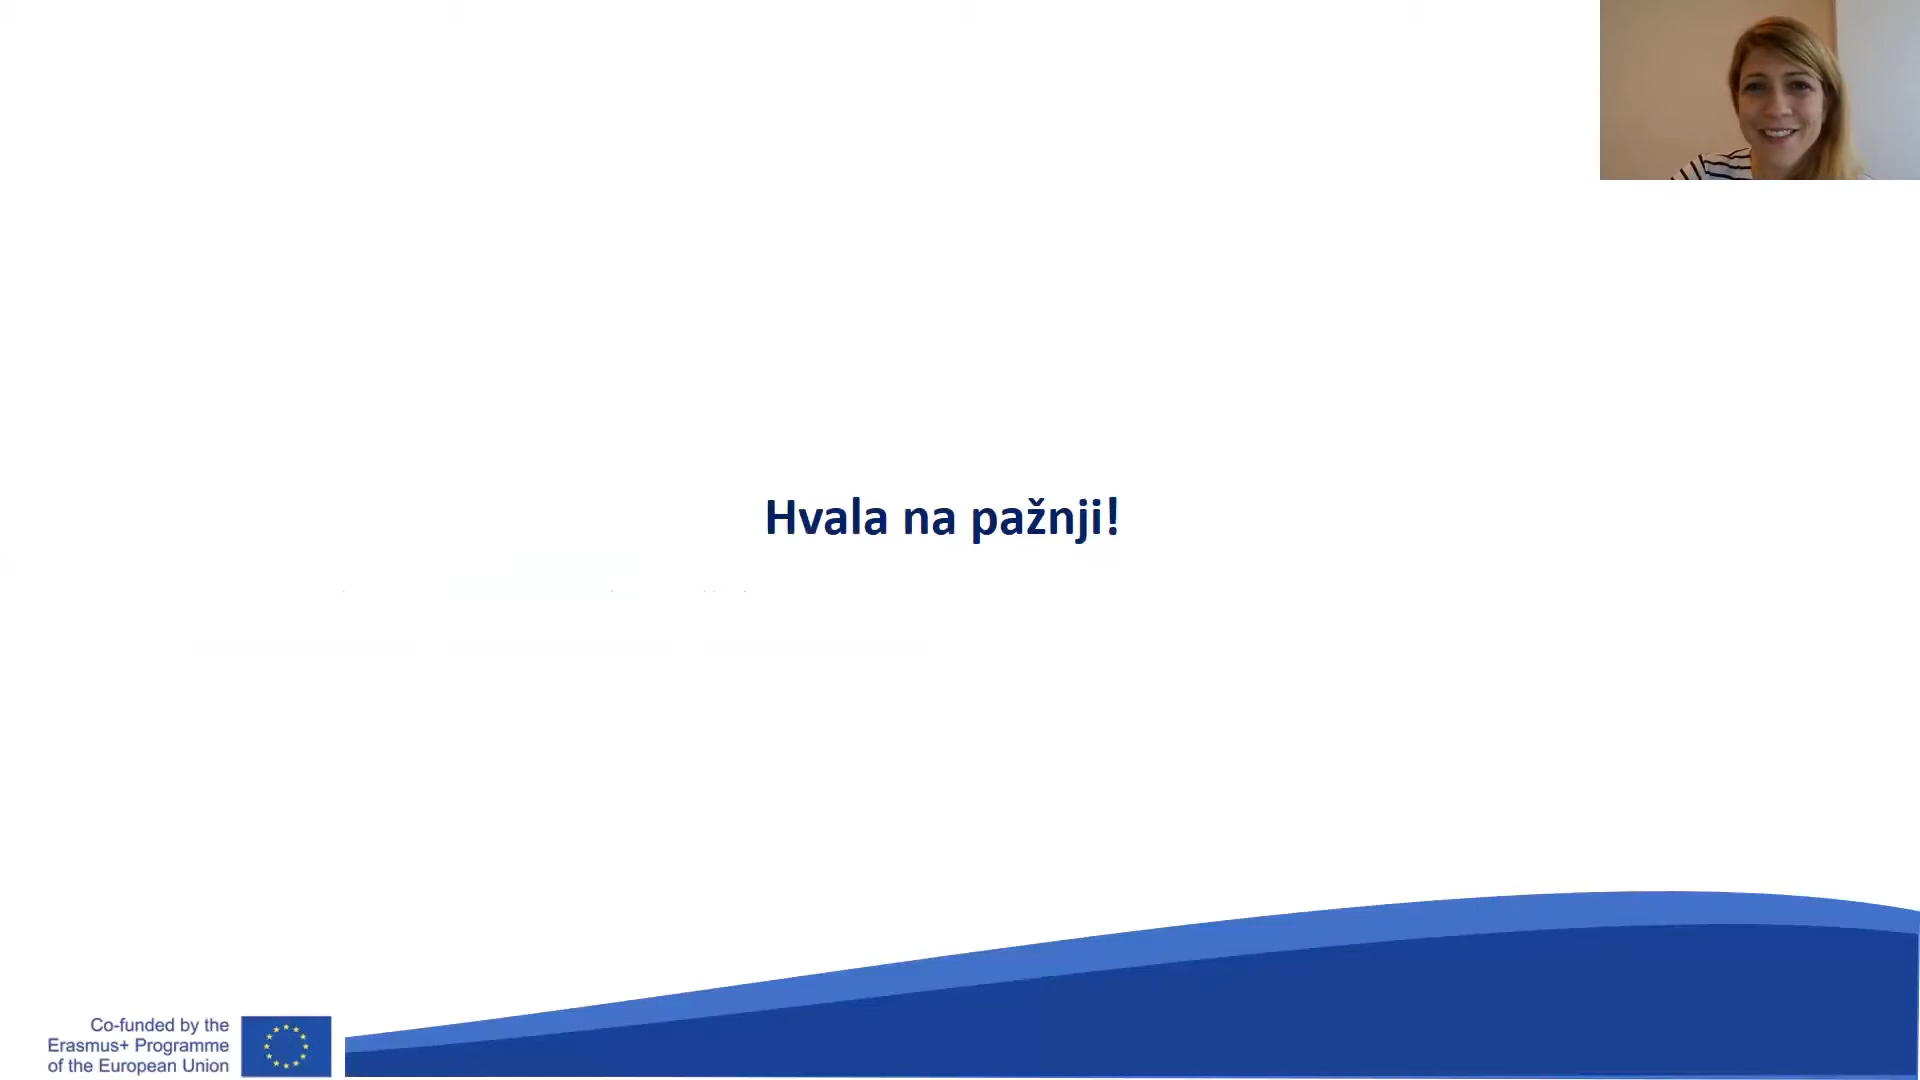 Hvala na pažnji!
Co-funded by the
Erasmus+ Programme
of the European Union